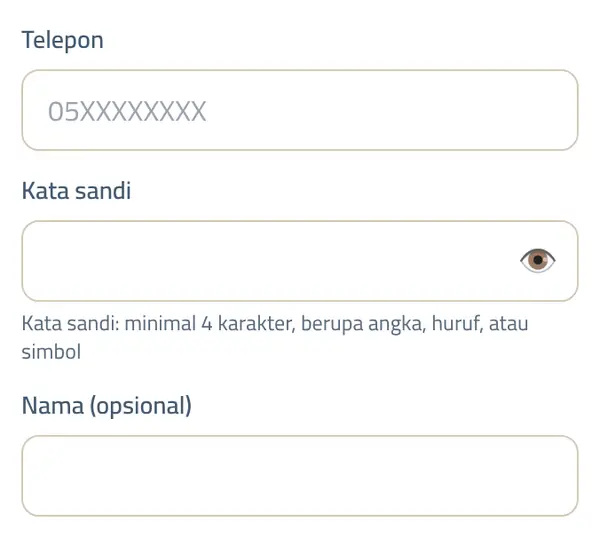 Telepon
05XXXXXXXX
Kata sandi
Kata sandi: minimal 4 karakter, berupa angka, huruf, atau
simbol
Nama (opsional)